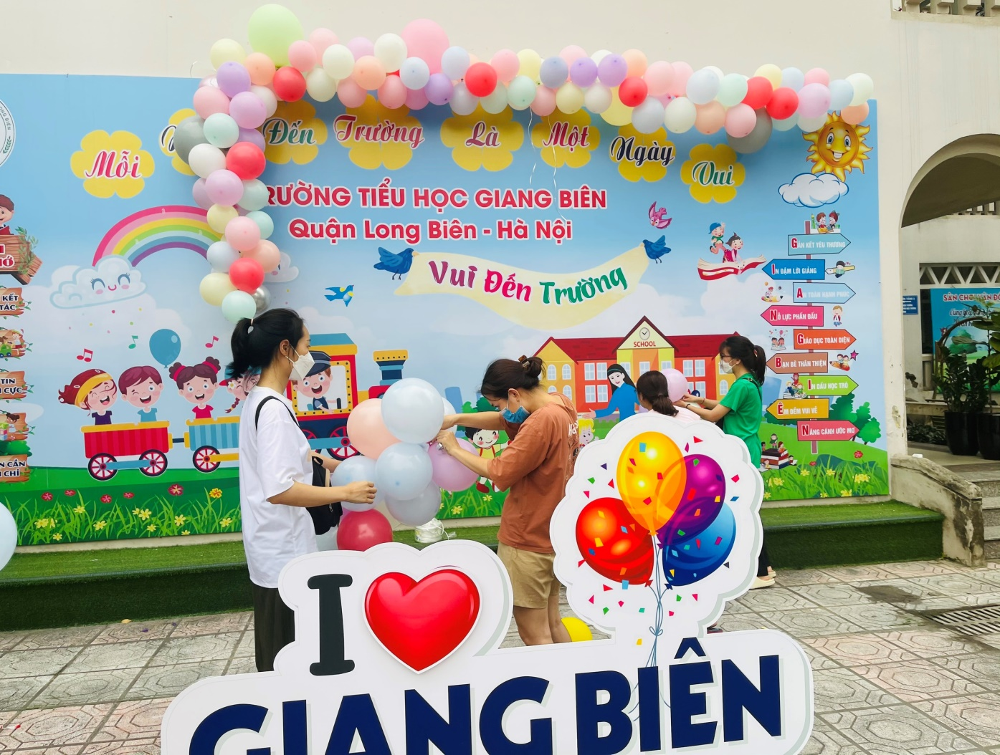 Mỗi
Đến Trường Là Một Ngày Vui
RƯỜNG TIỂU HỌC GIANG BIÊN
Quận Long Biên - Hà Nội
Vui Đến Trường
SCHOOL
GẮN KẾT YÊU THƯƠNG
IN ĐẬM LỜI GIẢNG
AN TOÀN HẠNH PHÚC
NỖ LỰC PHẤN ĐẤU
GIÁO DỤC TOÀN DIỆN
BẠN BÈ THÂN THIỆN
IN DẤU HỌC TRÒ
ÊM ĐỀM VUI VẺ
NÂNG CÁNH ƯỚC MƠ
KẾT
TÁC
TIN
CỰC
CẦN
CHỈ
SÂN CHƠI VẬN ĐỘ
I
GIANG BIÊN